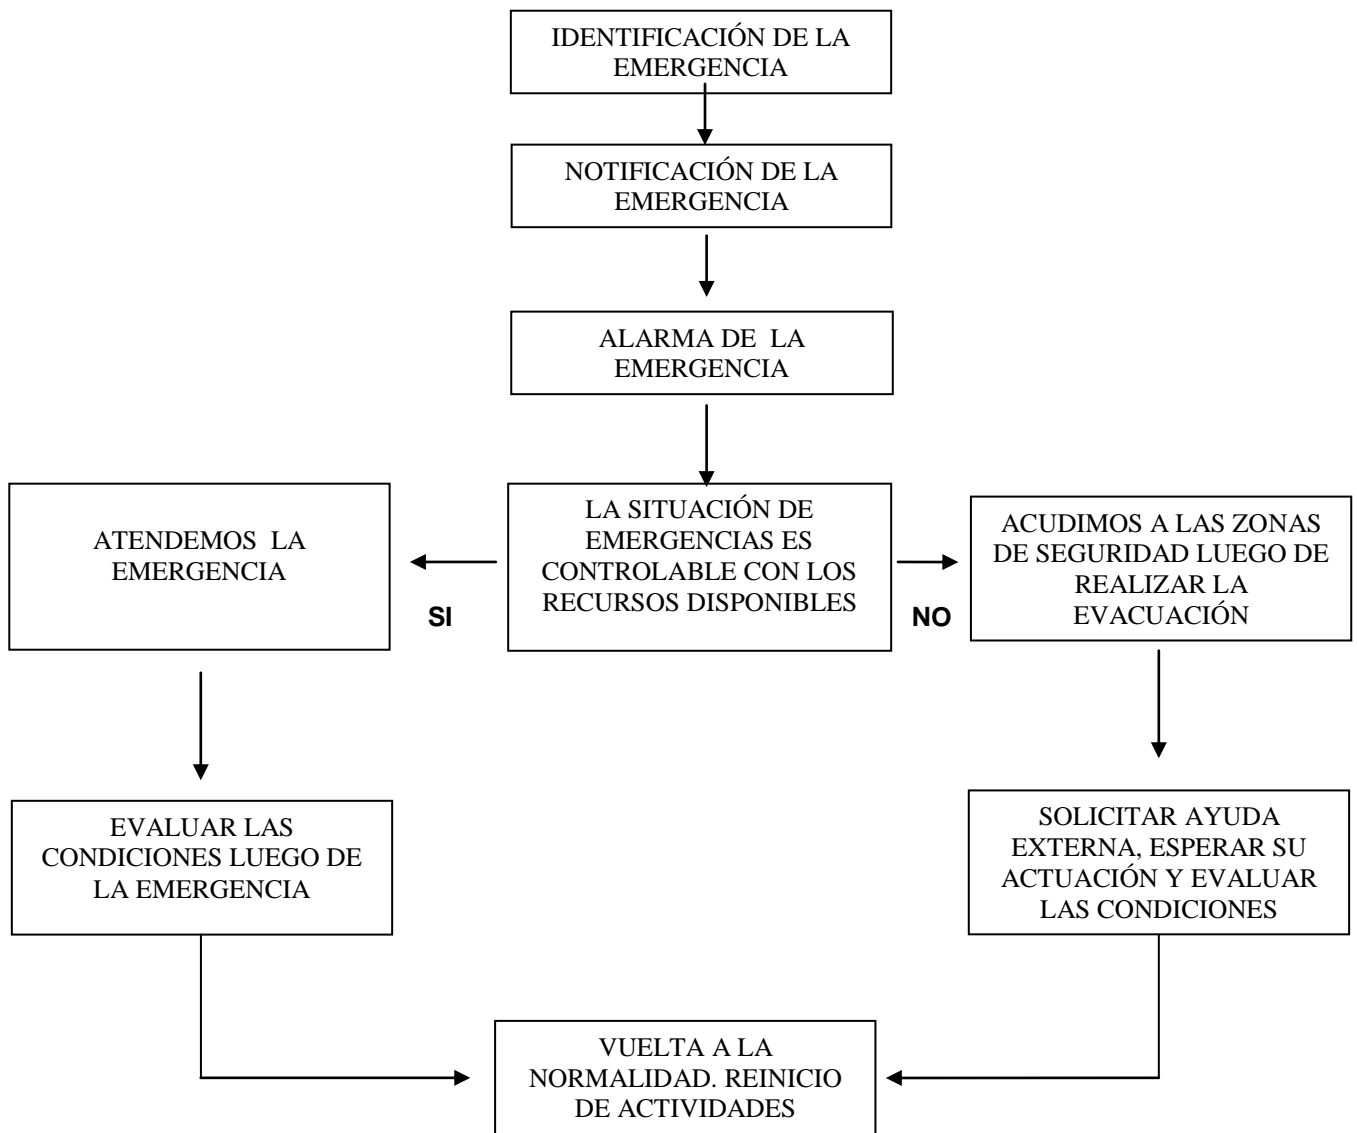 IDENTIFICACIÓN DE LA
EMERGENCIA
NOTIFICACIÓN DE LA
EMERGENCIA
ALARMA DE  LA
EMERGENCIA
LA SITUACIÓN DE
EMERGENCIAS ES
CONTROLABLE CON LOS
RECURSOS DISPONIBLES
SI
ATENDEMOS  LA
EMERGENCIA
NO
ACUDIMOS A LAS ZONAS
DE SEGURIDAD LUEGO DE
REALIZAR LA
EVACUACIÓN
EVALUAR LAS
CONDICIONES LUEGO DE
LA EMERGENCIA
SOLICITAR AYUDA
EXTERNA, ESPERAR SU
ACTUACIÓN Y EVALUAR
LAS CONDICIONES
VUELTA A LA
NORMALIDAD. REINICIO
DE ACTIVIDADES